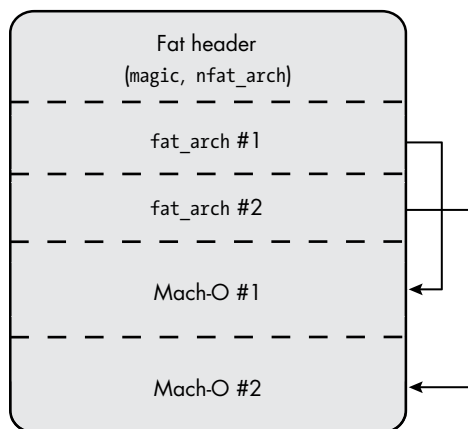 Fat header
(magic, nfat_arch)
fat_arch #1
fat_arch #2
Mach-O #1
Mach-O #2